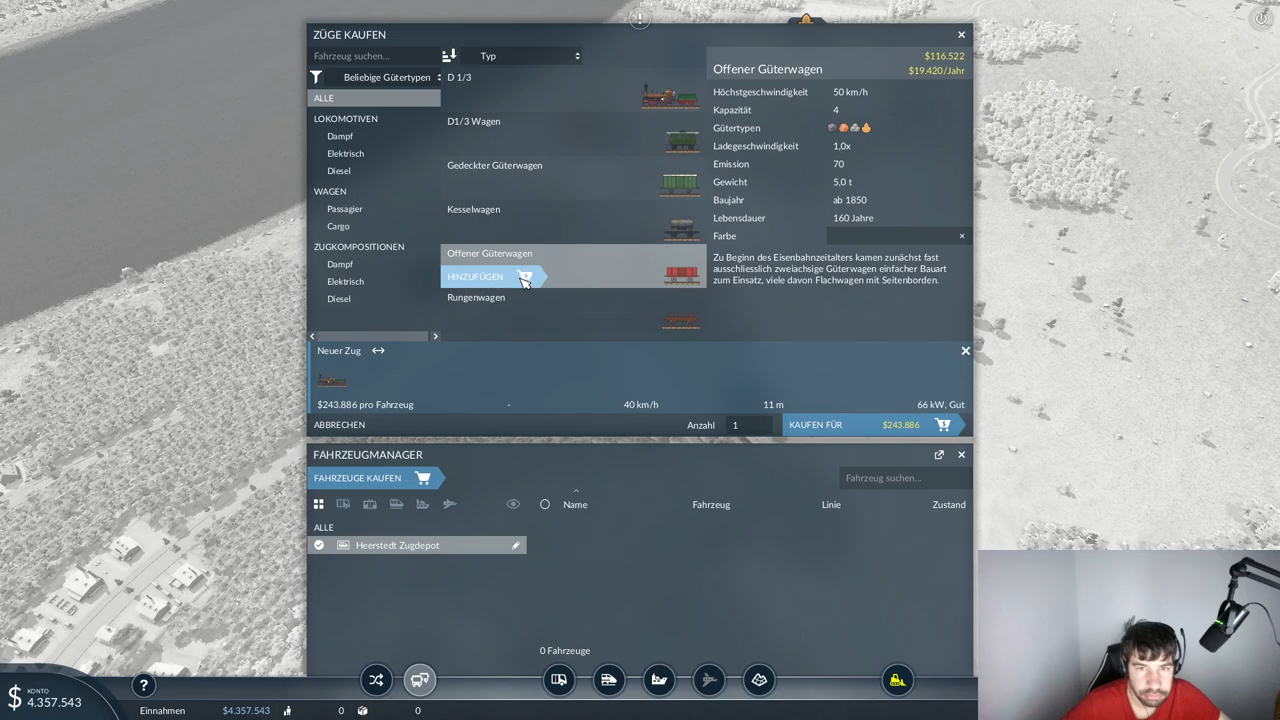 ZÜGE KAUFEN
Fahrzeug suchen...
Typ
Beliebige Gütertypen
ALLE
LOKOMOTIVEN
Dampf
Elektrisch
Diesel
WAGEN
Passagier
Cargo
ZUGKOMPOSITIONEN
Dampf
Elektrisch
Diesel
D 1/3
D1/3 Wagen
Gedeckter Güterwagen
Kesselwagen
Offener Güterwagen
HINZUFÜGEN
Rungenwagen
$116.522
Offener Güterwagen $19.420/Jahr
Höchstgeschwindigkeit 50 km/h
Kapazität 4
Gütertypen
Ladegeschwindigkeit 1,0x
Emission 70
Gewicht 5,0 t
Baujahr ab 1850
Lebensdauer 160 Jahre
Farbe
Zu Beginn des Eisenbahnzeitalters kamen zunächst fast
ausschliesslich zweiachsige Güterwagen einfacher Bauart
zum Einsatz, viele davon Flachwagen mit Seitenborden.
Neuer Zug
$243.886 pro Fahrzeug - 40 km/h 11 m 66 kW, Gut
ABBRECHEN Anzahl 1 KAUFEN FÜR $243.886
FAHRZEUGMANAGER
FAHRZEUGE KAUFEN Fahrzeug suchen...
Name Fahrzeug Linie Zustand
ALLE
Heerstedt Zugdepot
0 Fahrzeuge
$ KONTO
4.357.543
?
Einnahmen $4.357.543 0 0